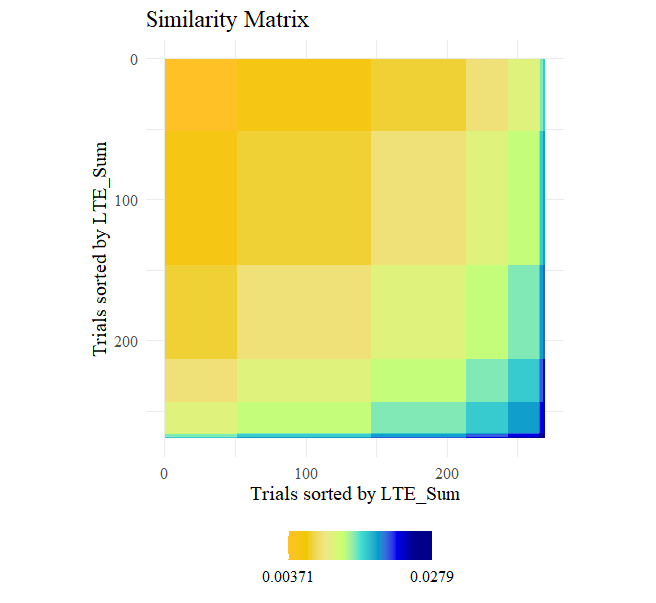 Similarity Matrix
0
100
200
Trials sorted by LTE_Sum
0 100 200
Trials sorted by LTE_Sum
0.00371 0.0279